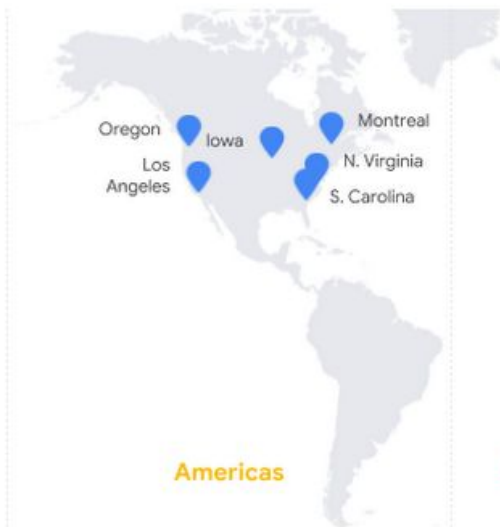 Oregon
Iowa
Montreal
Los
Angeles
N. Virginia
S. Carolina
Americas